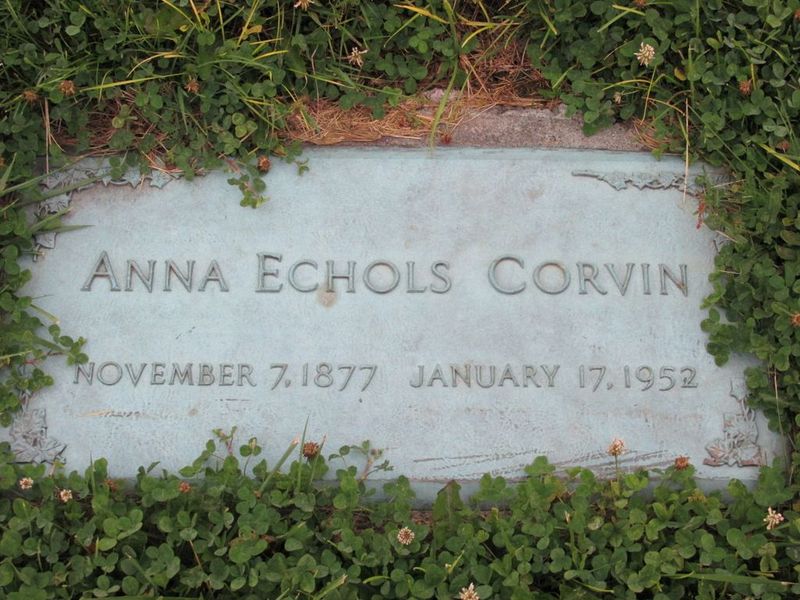 ANNA ECHOLS CORVIN
NOVEMBER 7, 1877 JANUARY 17, 1952